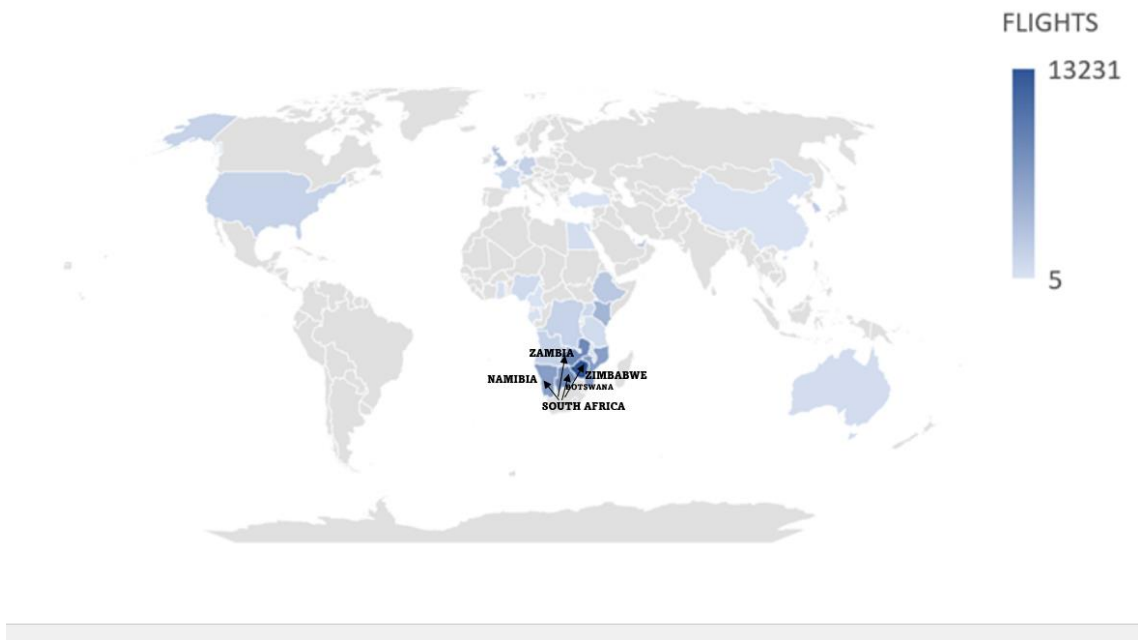 FLIGHTS
13231
5
ZAMBIA
NAMIBIA
ZIMBABWE
BOTSWANA
SOUTH AFRICA